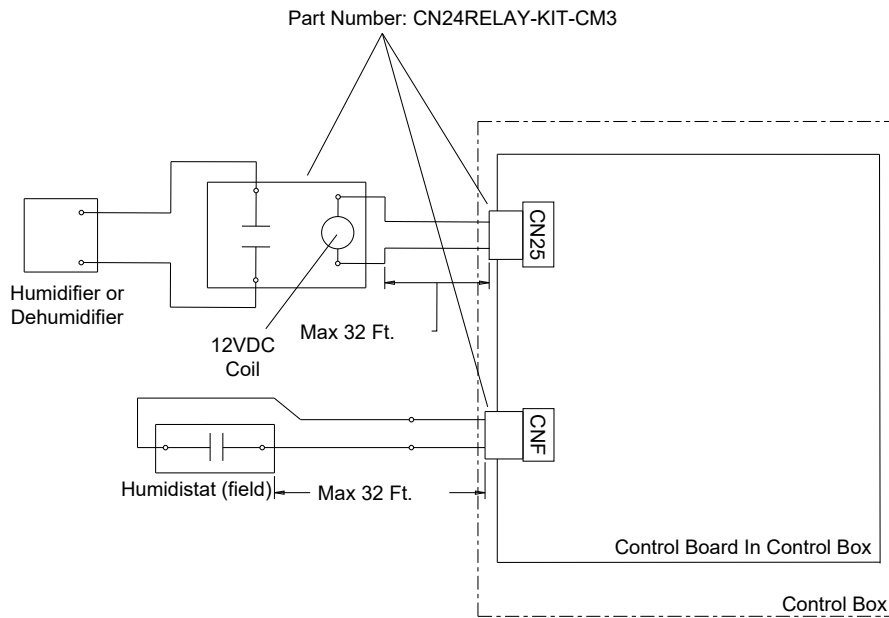 Part Number: CN24RELAY-KIT-CM3
CN25
Humidifier or
Dehumidifier
12VDC
Coil
Max 32 Ft.
CNF
Humidistat (field)
Max 32 Ft.
Control Board In Control Box
Control Box